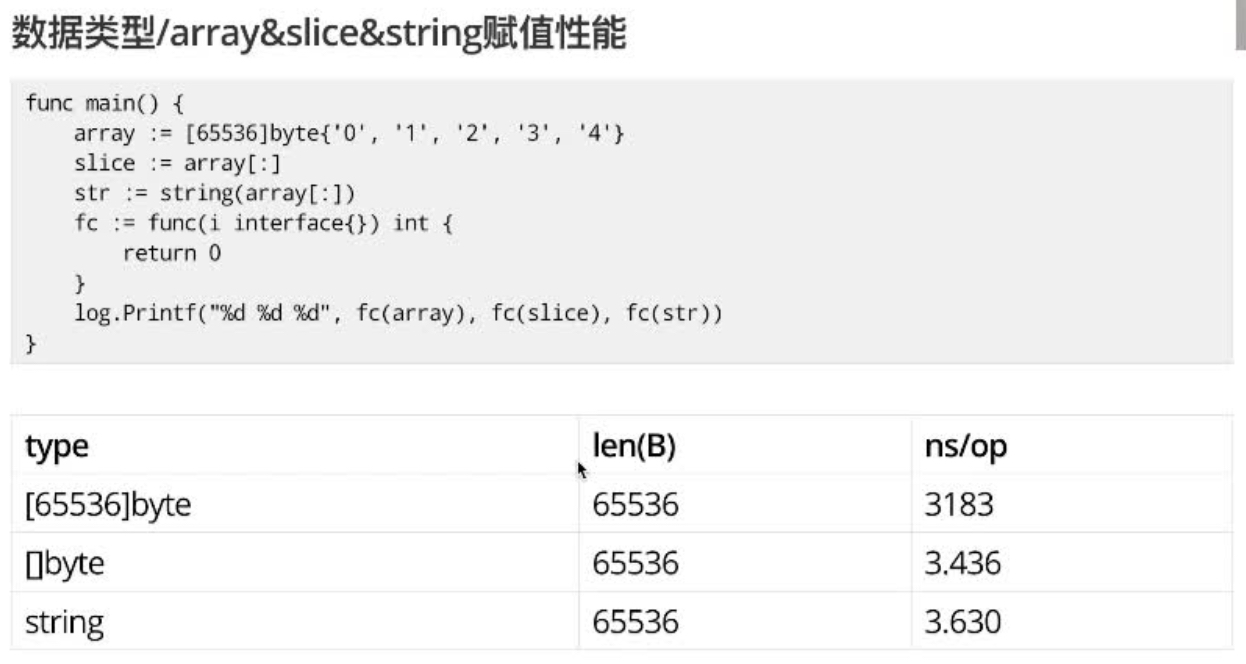 数据类型/array&slice&string赋值性能
func main() {
    array := [65536]byte{'0', '1', '2', '3', '4'}
    slice := array[:]
    str := string(array[:])
    fc := func(i interface{}) int {
        return 0
    }
    log.Printf("%d %d %d", fc(array), fc(slice), fc(str))
}
type len(B) ns/op
[65536]byte 65536 3183
[]byte 65536 3.436
string 65536 3.630